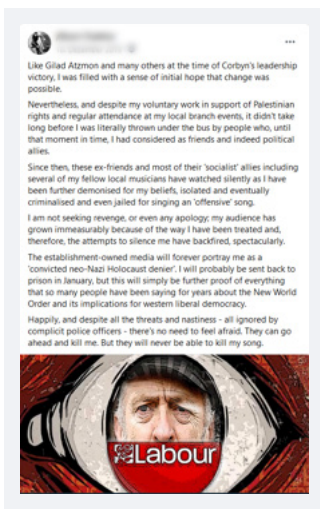 Like Gilad Atzmon and many others at the time of Corbyn's leadership
victory, I was filled with a sense of initial hope that change was
possible.
Nevertheless, and despite my voluntary work in support of Palestinian
rights and regular attendance at my local branch events, it didn't take
long before I was literally thrown under the bus by people who, until
that moment in time, I had considered as friends and indeed political
allies.
Since then, these ex-friends and most of their 'socialist' allies including
several of my fellow local musicians have watched silently as I have
been further demonised for my beliefs, isolated and eventually
criminalised and even jailed for singing an 'offensive' song.
I am not seeking revenge, or even any apology; my audience has
grown immeasurably because of the way I have been treated and,
therefore, the attempts to silence me have backfired, spectacularly.
The establishment-owned media will forever portray me as a
'convicted neo-Nazi Holocaust denier'. I will probably be sent back to
prison in January, but this will simply be further proof of everything
that so many people have been saying for years about the New World
Order and its implications for western liberal democracy.
Happily, and despite all the threats and nastiness - all ignored by
complicit police officers - there's no need to feel afraid. They can go
ahead and kill me. But they will never be able to kill my song.
Labour